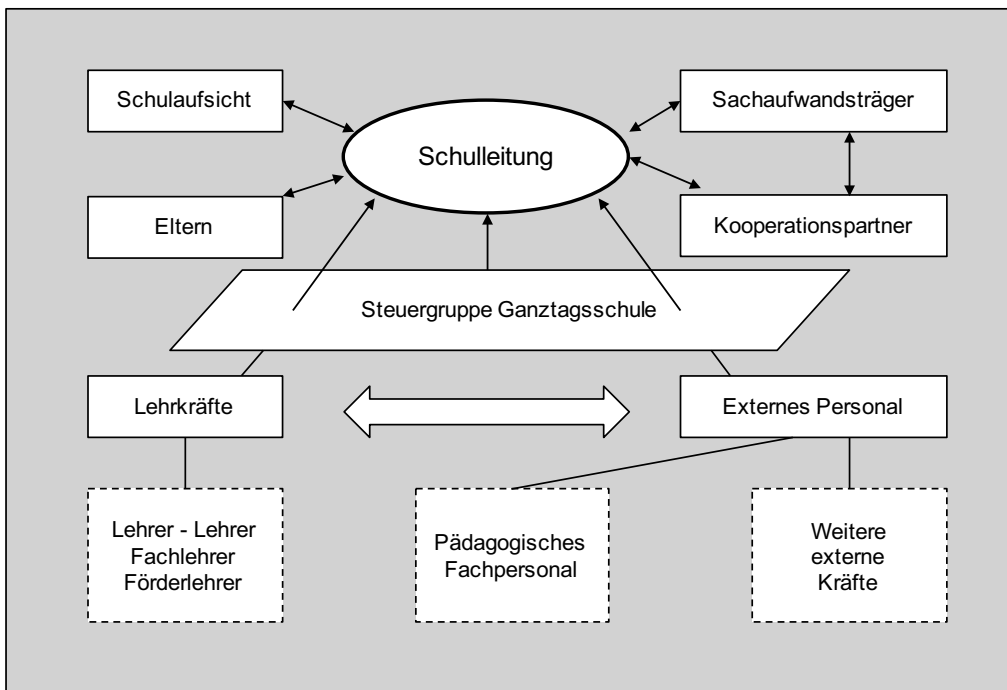 Schulaufsicht
Sachaufwandsträger
Schulleitung
Eltern
Kooperationspartner
Steuergruppe Ganztagsschule
Lehrkräfte
Externes Personal
Lehrer - Lehrer
Fachlehrer
Förderlehrer
Pädagogisches
Fachpersonal
Weitere
externe
Kräfte